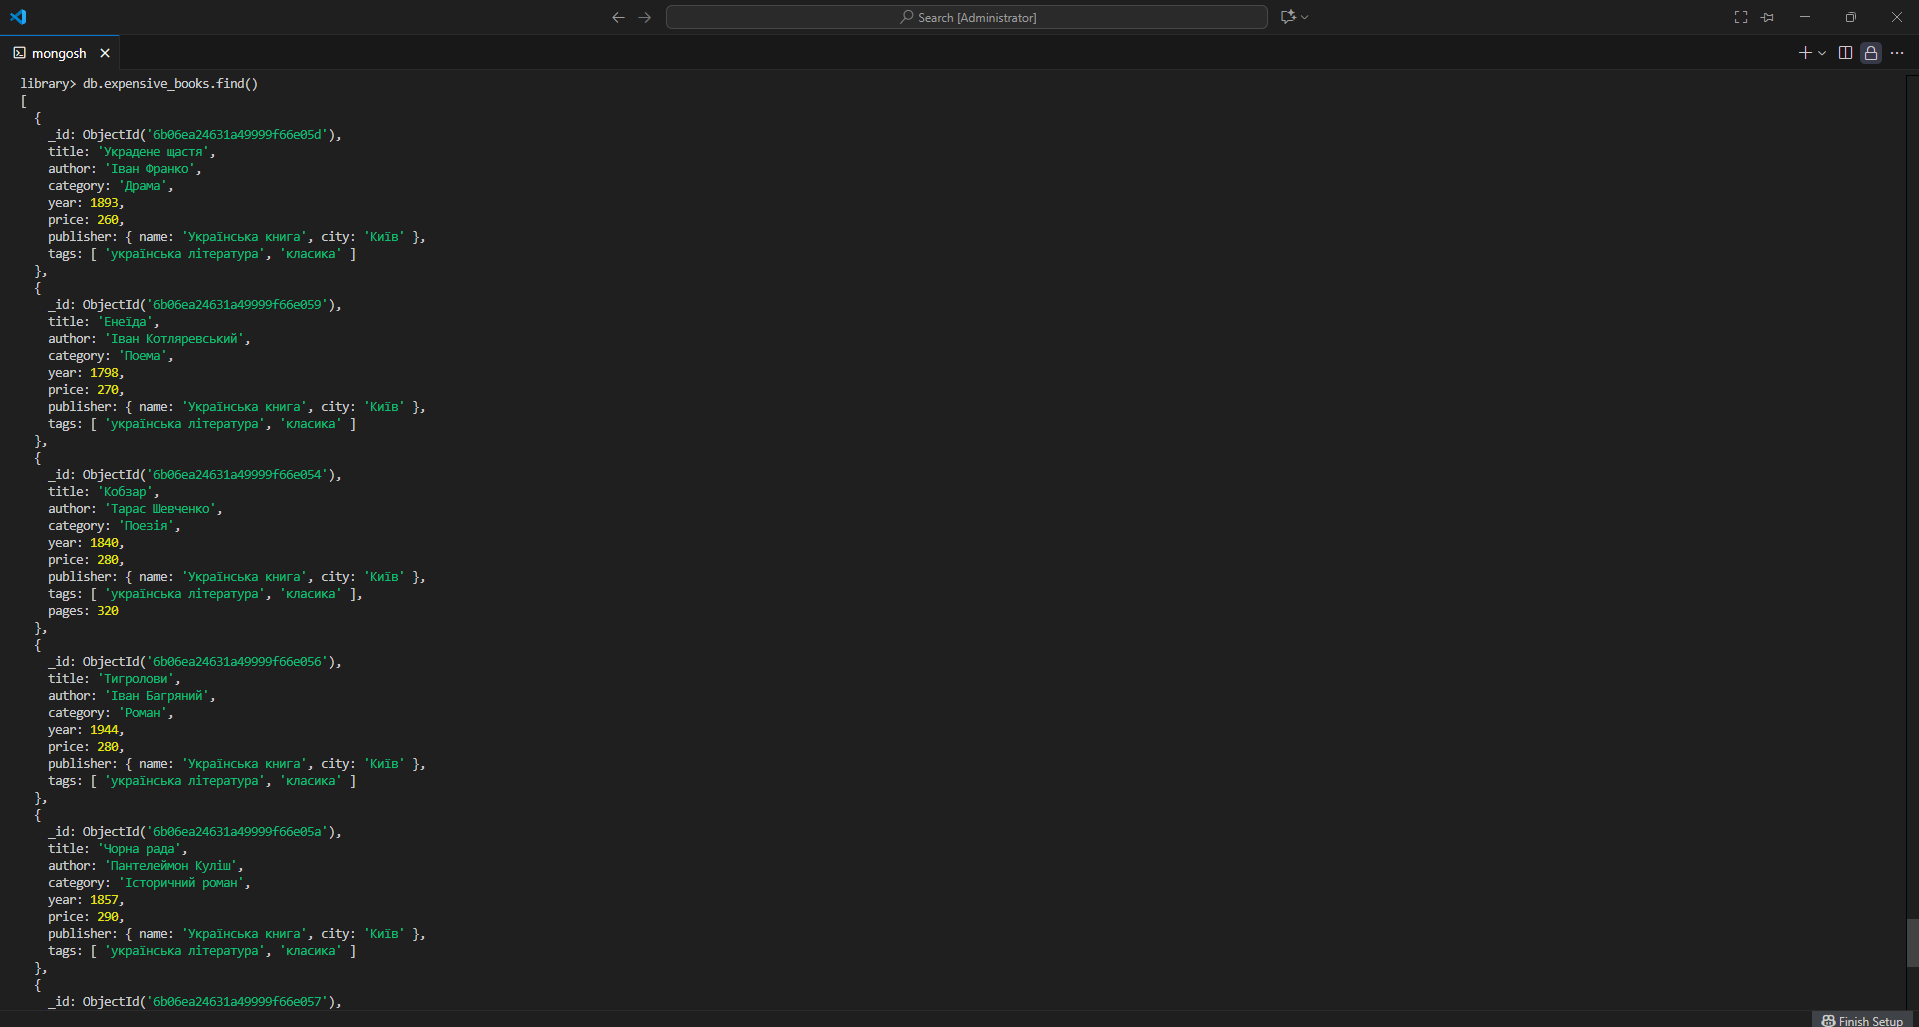 Search [Administrator]
mongosh
library> db.expensive_books.find()
[
{
_id: ObjectId('6b06ea24631a49999f66e05d'),
title: 'Украдене щастя',
author: 'Іван Франко',
category: 'Драма',
year: 1893,
price: 260,
publisher: { name: 'Українська книга', city: 'Київ' },
tags: [ 'українська література', 'класика' ]
},
{
_id: ObjectId('6b06ea24631a49999f66e059'),
title: 'Енеїда',
author: 'Іван Котляревський',
category: 'Поема',
year: 1798,
price: 270,
publisher: { name: 'Українська книга', city: 'Київ' },
tags: [ 'українська література', 'класика' ]
},
{
_id: ObjectId('6b06ea24631a49999f66e054'),
title: 'Кобзар',
author: 'Тарас Шевченко',
category: 'Поезія',
year: 1840,
price: 280,
publisher: { name: 'Українська книга', city: 'Київ' },
tags: [ 'українська література', 'класика' ],
pages: 320
},
{
_id: ObjectId('6b06ea24631a49999f66e056'),
title: 'Тигролови',
author: 'Іван Багряний',
category: 'Роман',
year: 1944,
price: 280,
publisher: { name: 'Українська книга', city: 'Київ' },
tags: [ 'українська література', 'класика' ]
},
{
_id: ObjectId('6b06ea24631a49999f66e05a'),
title: 'Чорна рада',
author: 'Пантелеймон Куліш',
category: 'Історичний роман',
year: 1857,
price: 290,
publisher: { name: 'Українська книга', city: 'Київ' },
tags: [ 'українська література', 'класика' ]
},
{
_id: ObjectId('6b06ea24631a49999f66e057'),
Finish Setup